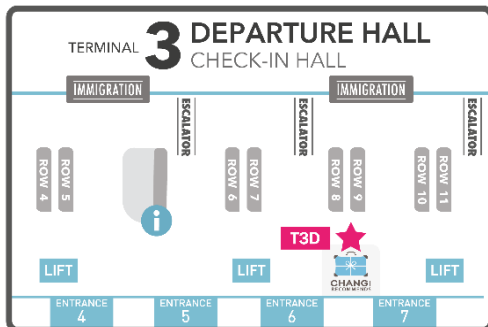 TERMINAL 3 DEPARTURE HALL
CHECK-IN HALL
IMMIGRATION
IMMIGRATION
ESCALATOR
ESCALATOR
ESCALATOR
ROW 4
ROW 5
ROW 6
ROW 7
ROW 8
ROW 9
ROW 10
ROW 11
i
T3D
LIFT
LIFT
CHANGI
RECOMMENDS
LIFT
ENTRANCE
4
ENTRANCE
5
ENTRANCE
6
ENTRANCE
7